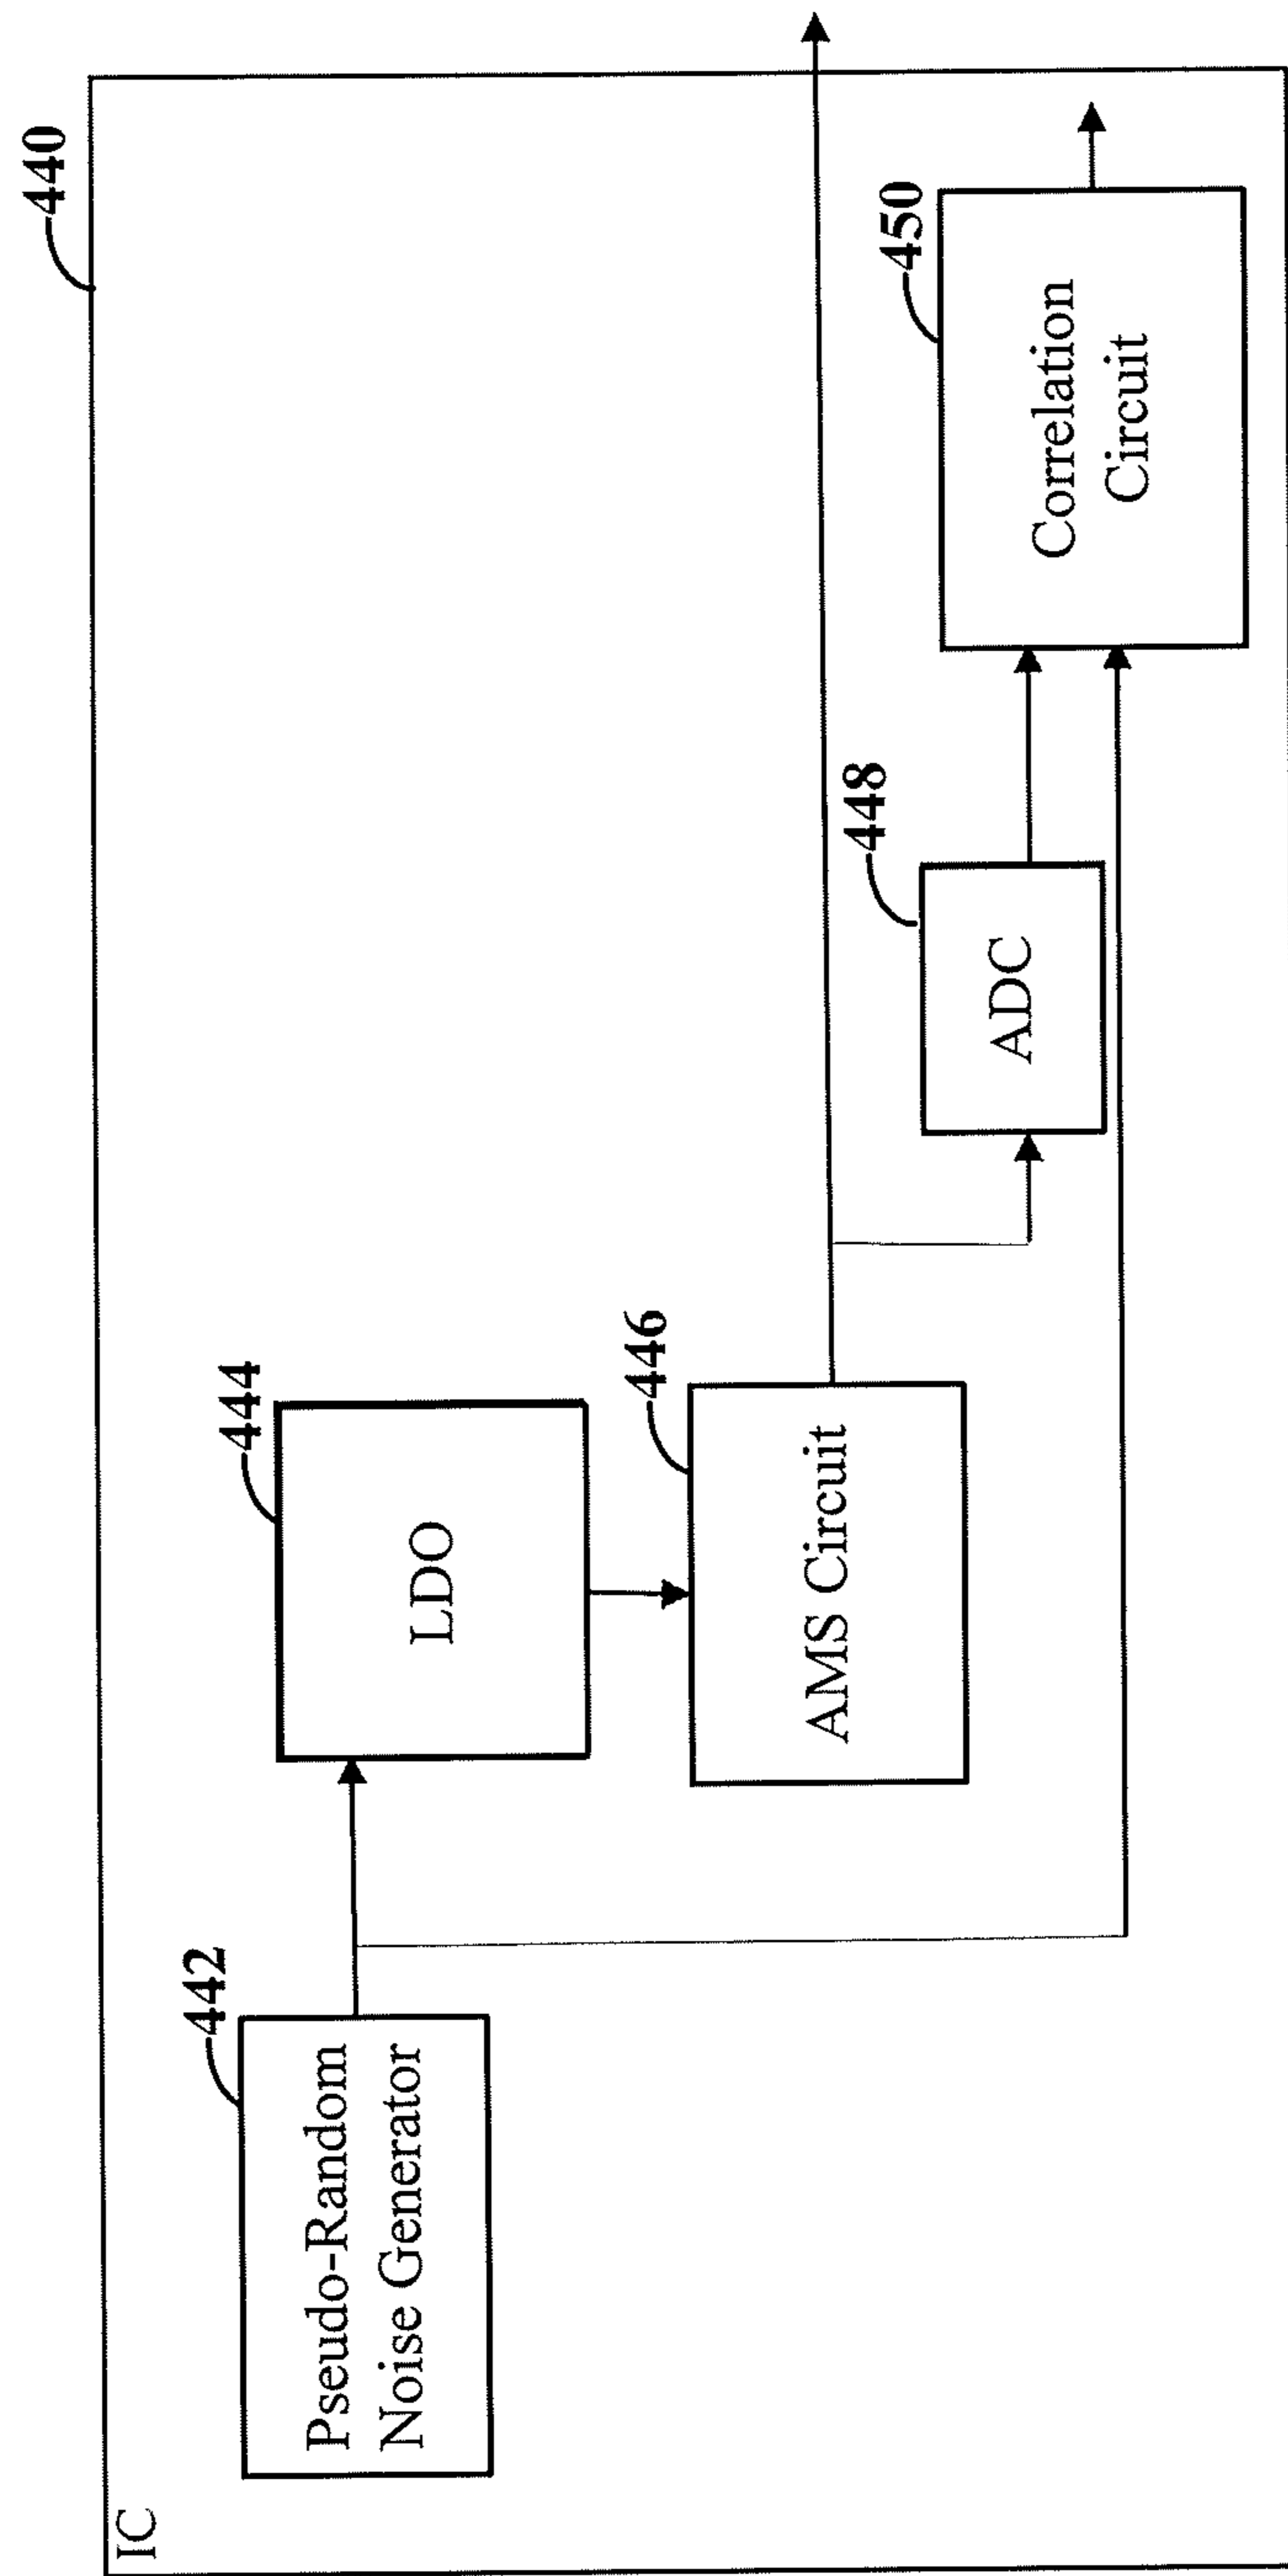 IC
440
442
Pseudo-Random
Noise Generator
444
LDO
446
AMS Circuit
448
ADC
450
Correlation
Circuit